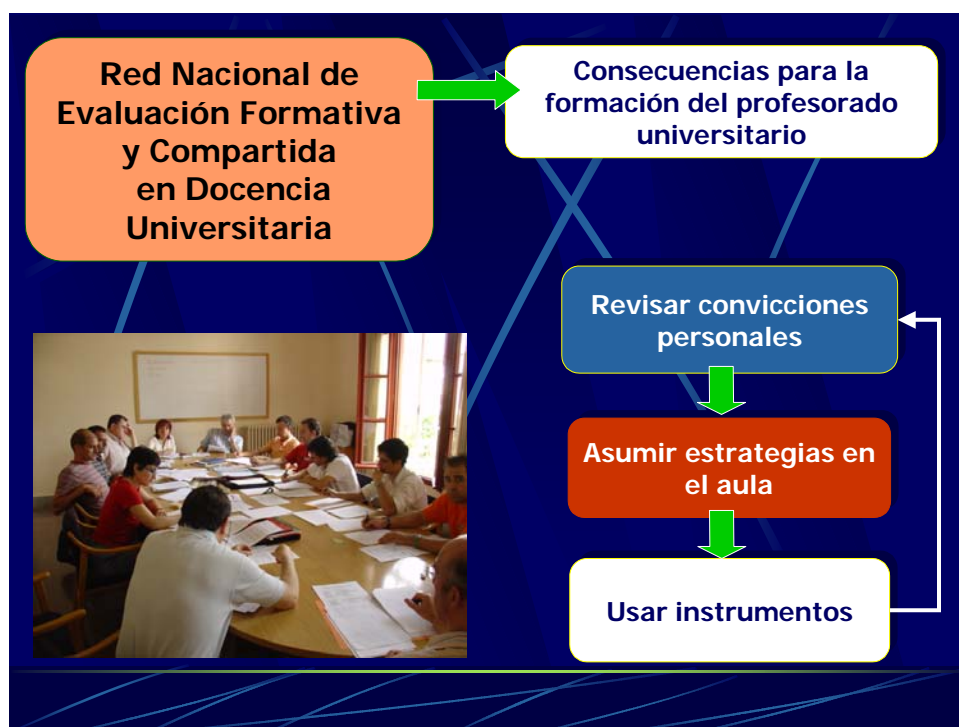 Red Nacional de
Evaluación Formativa
y Compartida
en Docencia
Universitaria
Consecuencias para la
formación del profesorado
universitario
Revisar convicciones
personales
Asumir estrategias en
el aula
Usar instrumentos